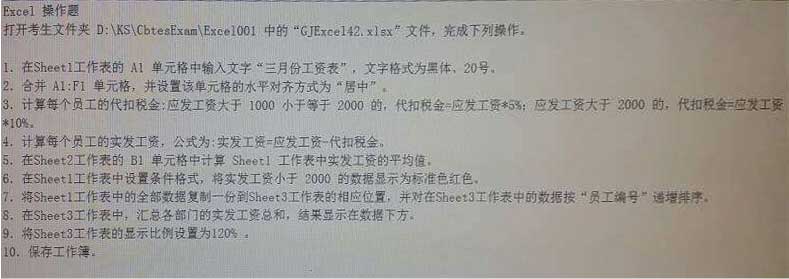 Excel 操作题
打开考生文件夹 D:\KS\CbtesExam\Excel001 中的“GJExcel42.xlsx”文件，完成下列操作。
1. 在Sheet1工作表的 A1 单元格中输入文字“三月份工资表”，文字格式为黑体、20号。
2. 合并 A1:F1 单元格，并设置该单元格的水平对齐方式为“居中”。
3. 计算每个员工的代扣税金：应发工资大于 1000 小于等于 2000 的，代扣税金=应发工资*5%；应发工资大于 2000 的，代扣税金=应发工资
*10%。
4. 计算每个员工的实发工资，公式为：实发工资=应发工资-代扣税金。
5. 在Sheet2工作表的 B1 单元格中计算 Sheet1 工作表中实发工资的平均值。
6. 在Sheet1工作表中设置条件格式，将实发工资小于 2000 的数据显示为标准色红色。
7. 将Sheet1工作表中的全部数据复制一份到Sheet3工作表的相应位置，并对在Sheet3工作表中的数据按“员工编号”递增排序。
8. 在Sheet3工作表中，汇总各部门的实发工资总和，结果显示在数据下方。
9. 将Sheet3工作表的显示比例设置为120% 。
10. 保存工作簿。